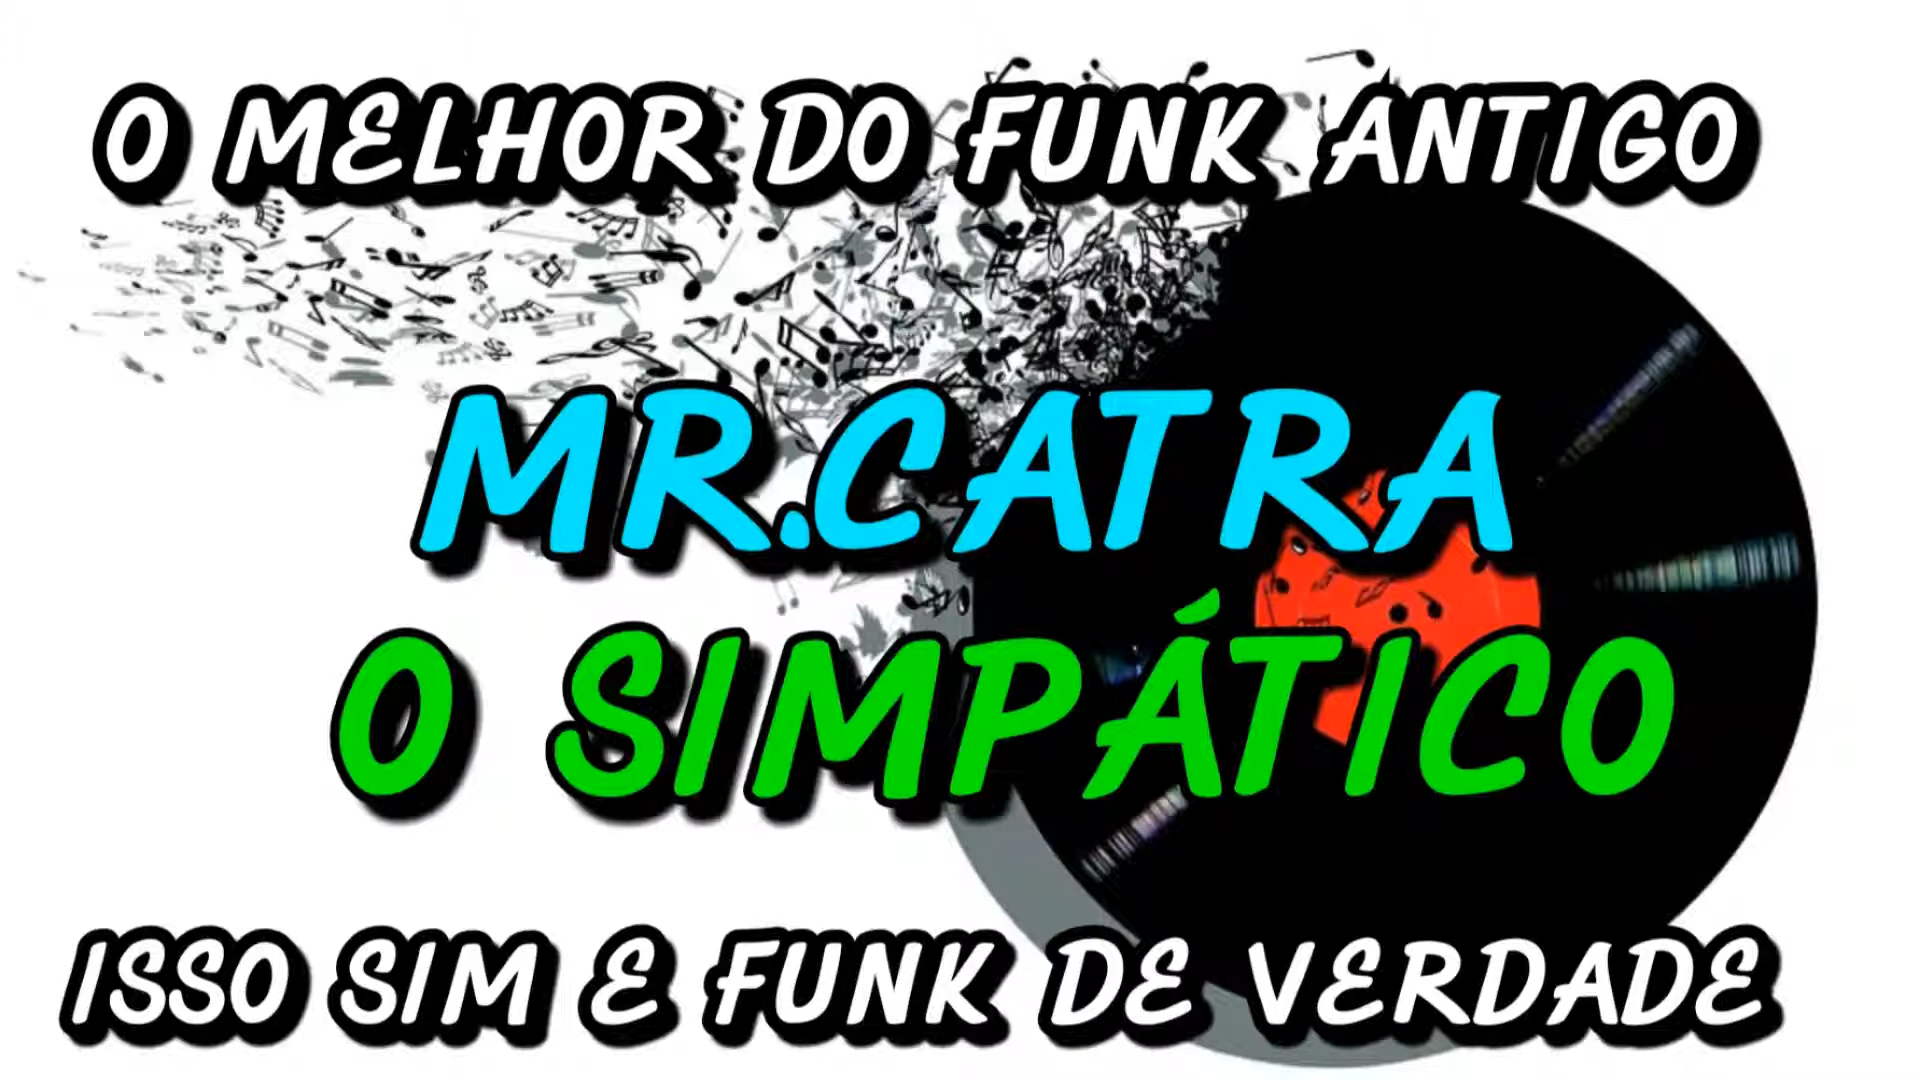 O MELHOR DO FUNK ANTIGO
MR.CATRA
O SIMPÁTICO
ISSO SIM E FUNK DE VERDADE